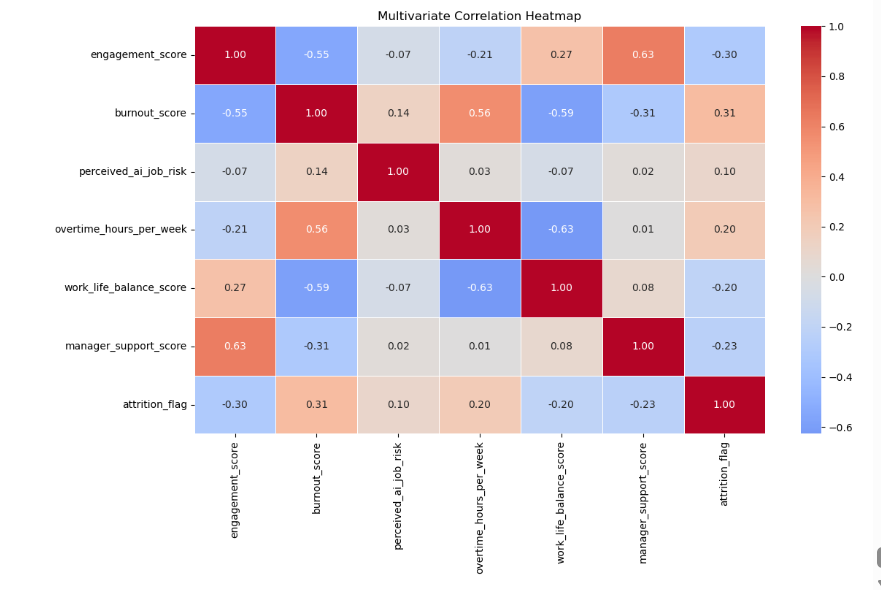 Multivariate Correlation Heatmap
engagement_score 1.00 -0.55 -0.07 -0.21 0.27 0.63 -0.30
burnout_score -0.55 1.00 0.14 0.56 -0.59 -0.31 0.31
perceived_ai_job_risk -0.07 0.14 1.00 0.03 -0.07 0.02 0.10
overtime_hours_per_week -0.21 0.56 0.03 1.00 -0.63 0.01 0.20
work_life_balance_score 0.27 -0.59 -0.07 -0.63 1.00 0.08 -0.20
manager_support_score 0.63 -0.31 0.02 0.01 0.08 1.00 -0.23
attrition_flag -0.30 0.31 0.10 0.20 -0.20 -0.23 1.00
engagement_score
burnout_score
perceived_ai_job_risk
overtime_hours_per_week
work_life_balance_score
manager_support_score
attrition_flag
1.0
0.8
0.6
0.4
0.2
0.0
−0.2
−0.4
−0.6